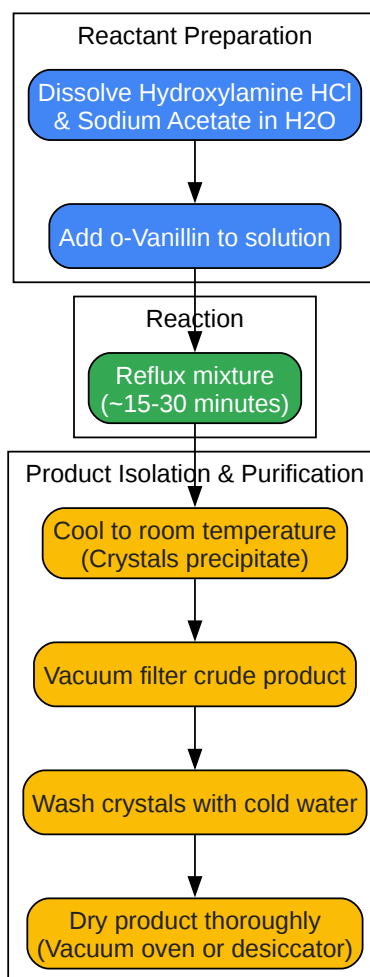 Reactant Preparation
Dissolve Hydroxylamine HCl
& Sodium Acetate in H2O
Add o-Vanillin to solution
Reaction
Reflux mixture
(~15-30 minutes)
Product Isolation & Purification
Cool to room temperature
(Crystals precipitate)
Vacuum filter crude product
Wash crystals with cold water
Dry product thoroughly
(Vacuum oven or desiccator)